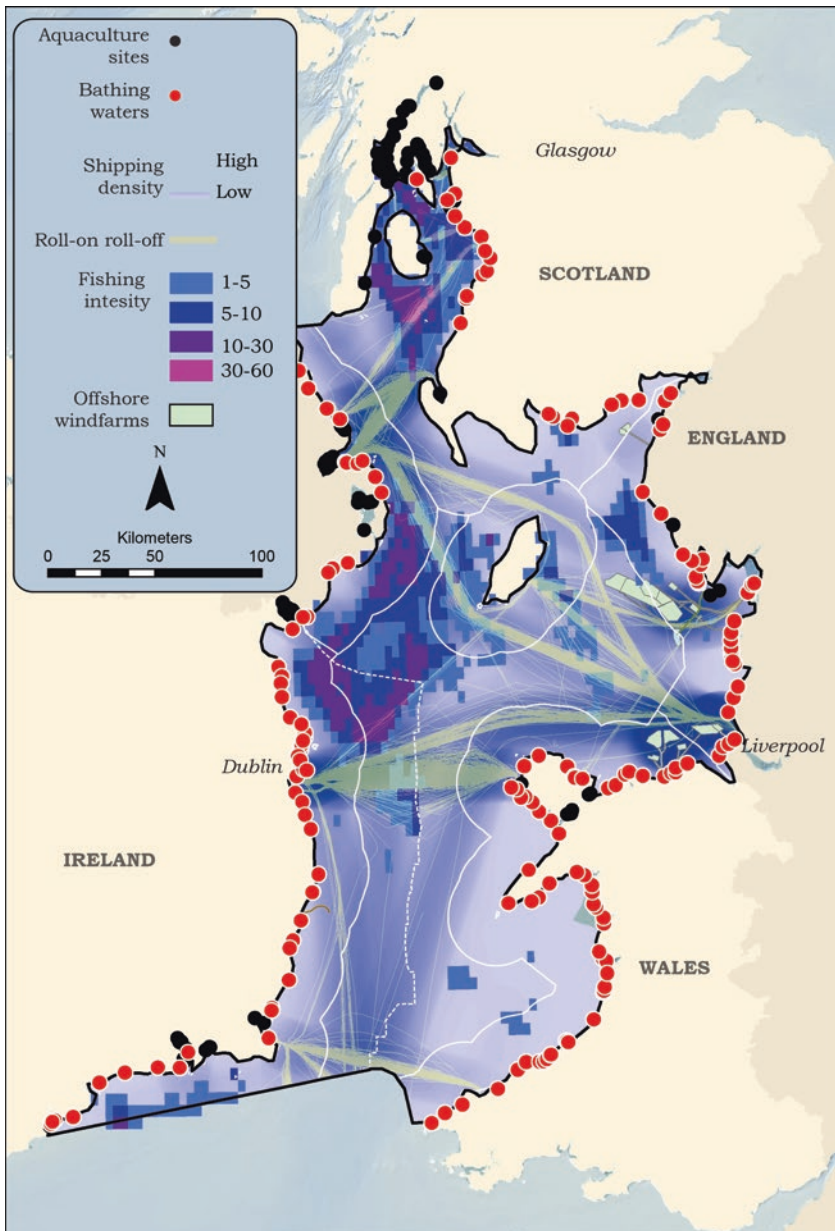 Aquaculture
sites
Bathing
waters
Shipping
density
High
Low
Roll-on roll-off
Fishing
intesity
1-5
5-10
10-30
30-60
Offshore
windfarms
N
Kilometers
0 25 50 100
Glasgow
SCOTLAND
ENGLAND
Dublin
Liverpool
IRELAND
WALES